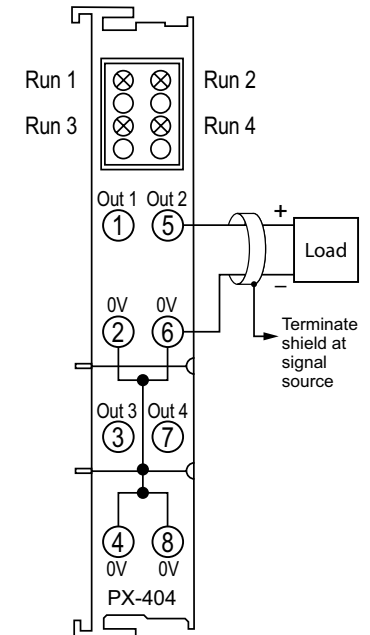 Run 1
Run 2
Run 3
Run 4
Out 1 Out 2
1 5
+
Load
−
0V 0V
2 6
Terminate
shield at
signal
source
Out 3 Out 4
3 7
4 8
0V 0V
PX-404